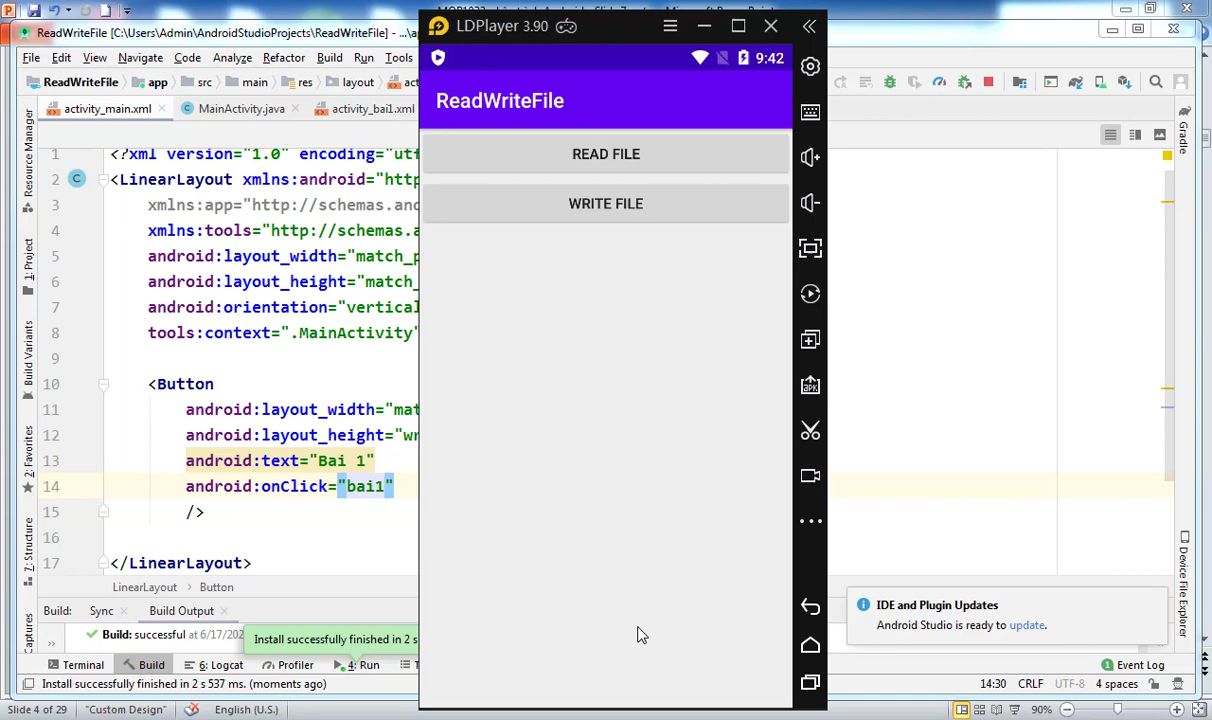 LDPlayer 3.90
ReadWriteFile [C:\Users\Admin\AndroidStudioProjects\ReadWriteFile] - ...\a
File Edit View Navigate Code Analyze Refactor Build Run Tools
9:42
ReadWriteFile app src main res layout
ReadWriteFile
activity_main.xml MainActivity.java activity_bai1.xml
READ FILE
WRITE FILE
1 <?xml version="1.0" encoding="utf
2 <LinearLayout xmlns:android="http
3 xmlns:app="http://schemas.and
4 xmlns:tools="http://schemas.a
5 android:layout_width="match_p
6 android:layout_height="match_
7 android:orientation="vertical
8 tools:context=".MainActivity"
9
10 <Button
11 android:layout_width="mat
12 android:layout_height="wr
13 android:text="Bai 1"
14 android:onClick="bai1"
15 />
16
17 </LinearLayout>
LinearLayout Button
Resource Manager
1: Project
Build Variants
2: Favorites
7: Structure
Captures
Gradle
Device File Explorer
APK
Build: Sync Build Output
Build: successful at 6/17/202
Install successfully finished in 2 s
IDE and Plugin Updates
Android Studio is ready to update.
Terminal Build 6: Logcat Profiler 4: Run
1 Event Log
Install successfully finished in 2 s 537 ms. (moments ago)
14:30 CRLF UTF-8 4 spaces
Slide 4 of 29 "Custom Design" English (U.S.) 90%